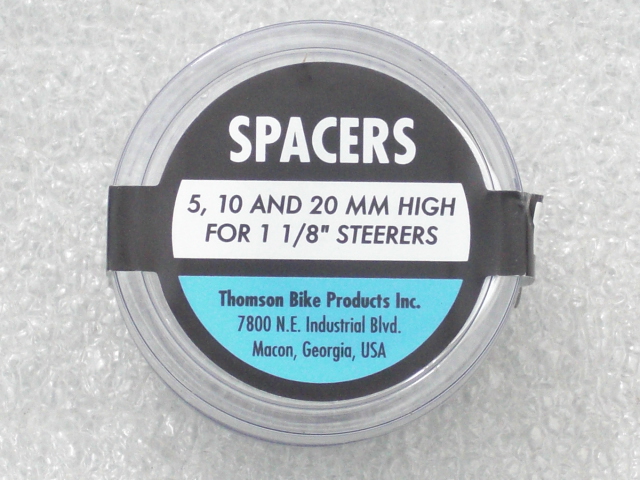 SPACERS
5, 10 AND 20 MM HIGH
FOR 1 1/8" STEERERS
Thomson Bike Products Inc.
7800 N.E. Industrial Blvd.
Macon, Georgia, USA